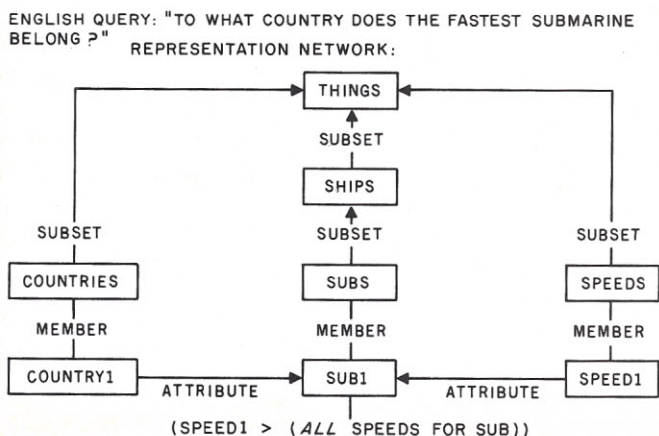 ENGLISH QUERY: "TO WHAT COUNTRY DOES THE FASTEST SUBMARINE
BELONG ?"
REPRESENTATION NETWORK:
THINGS
SUBSET
SHIPS
SUBSET SUBSET SUBSET
COUNTRIES SUBS SPEEDS
MEMBER MEMBER MEMBER
COUNTRY1 SUB1 SPEED1
ATTRIBUTE ATTRIBUTE
(SPEED1 > (ALL SPEEDS FOR SUB))